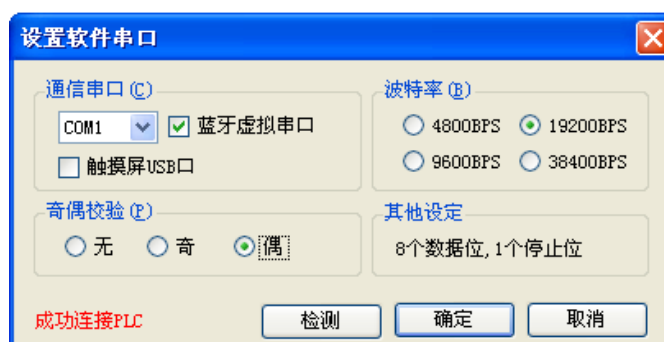 设置软件串口
通信串口(C)
COM1 蓝牙虚拟串口
触摸屏USB口
波特率(B)
4800BPS 19200BPS
9600BPS 38400BPS
奇偶校验(P)
无 奇 偶
其他设定
8个数据位,1个停止位
成功连接PLC 检测 确定 取消